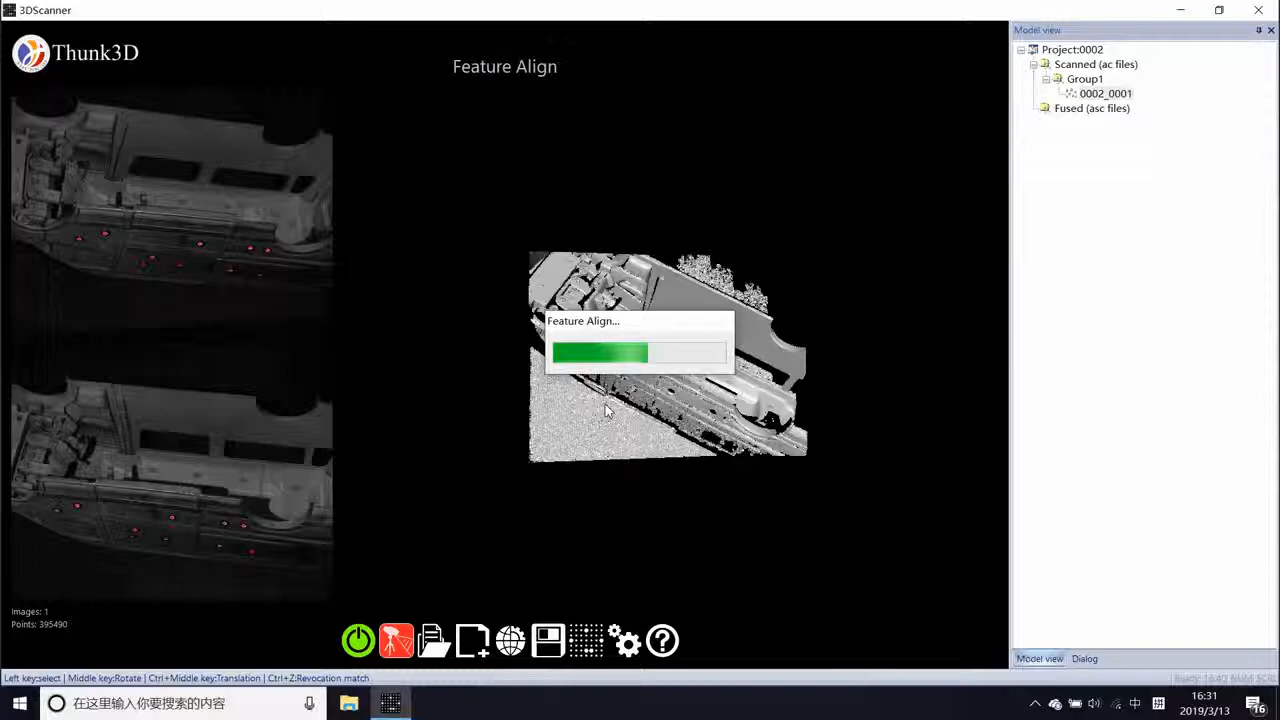 3DScanner
Thunk3D
Feature Align
Feature Align...
Images: 1
Points: 395490
Left key:select | Middle key:Rotate | Ctrl+Middle key:Translation | Ctrl+Z:Revocation match
Model view
Project:0002
Scanned (ac files)
Group1
0002_0001
Fused (asc files)
Model view
Dialog
在这里输入你要搜索的内容
中
拼
16:31
2019/3/13
16